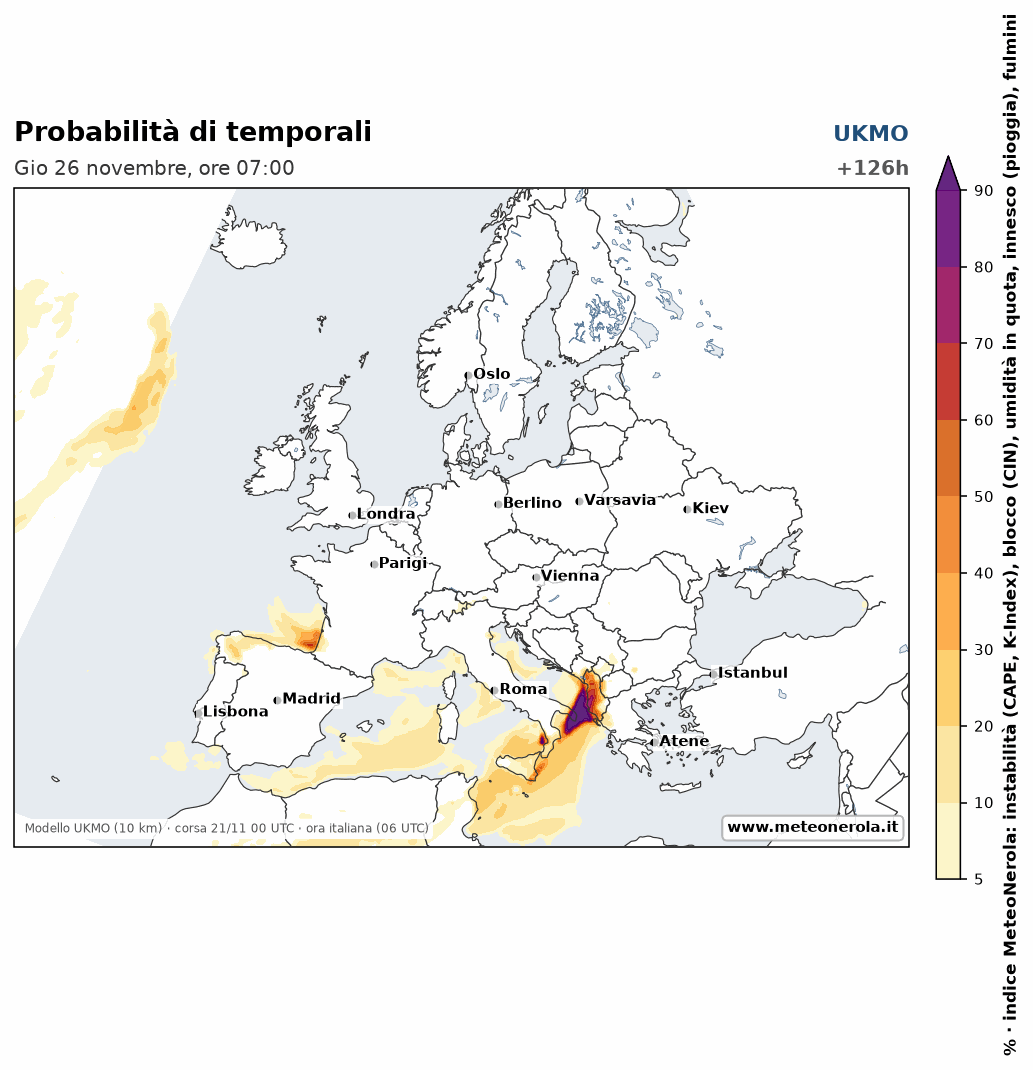 Probabilità di temporali
UKMO
Gio 26 novembre, ore 07:00
+126h
Oslo
Londra
Berlino
Varsavia
Kiev
Parigi
Vienna
Madrid
Lisbona
Roma
Istanbul
Atene
Modello UKMO (10 km) · corsa 21/11 00 UTC · ora italiana (06 UTC)
www.meteonerola.it
90
80
70
60
50
40
30
20
10
5
% · indice MeteoNerola: instabilità (CAPE, K-Index), blocco (CIN), umidità in quota, innesco (pioggia), fulmini